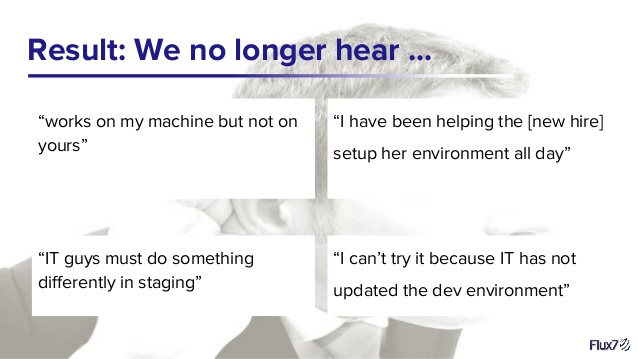 Result: We no longer hear ...
“works on my machine but not on
yours”
“I have been helping the [new hire]
setup her environment all day”
“IT guys must do something
differently in staging”
“I can’t try it because IT has not
updated the dev environment”
Flux7